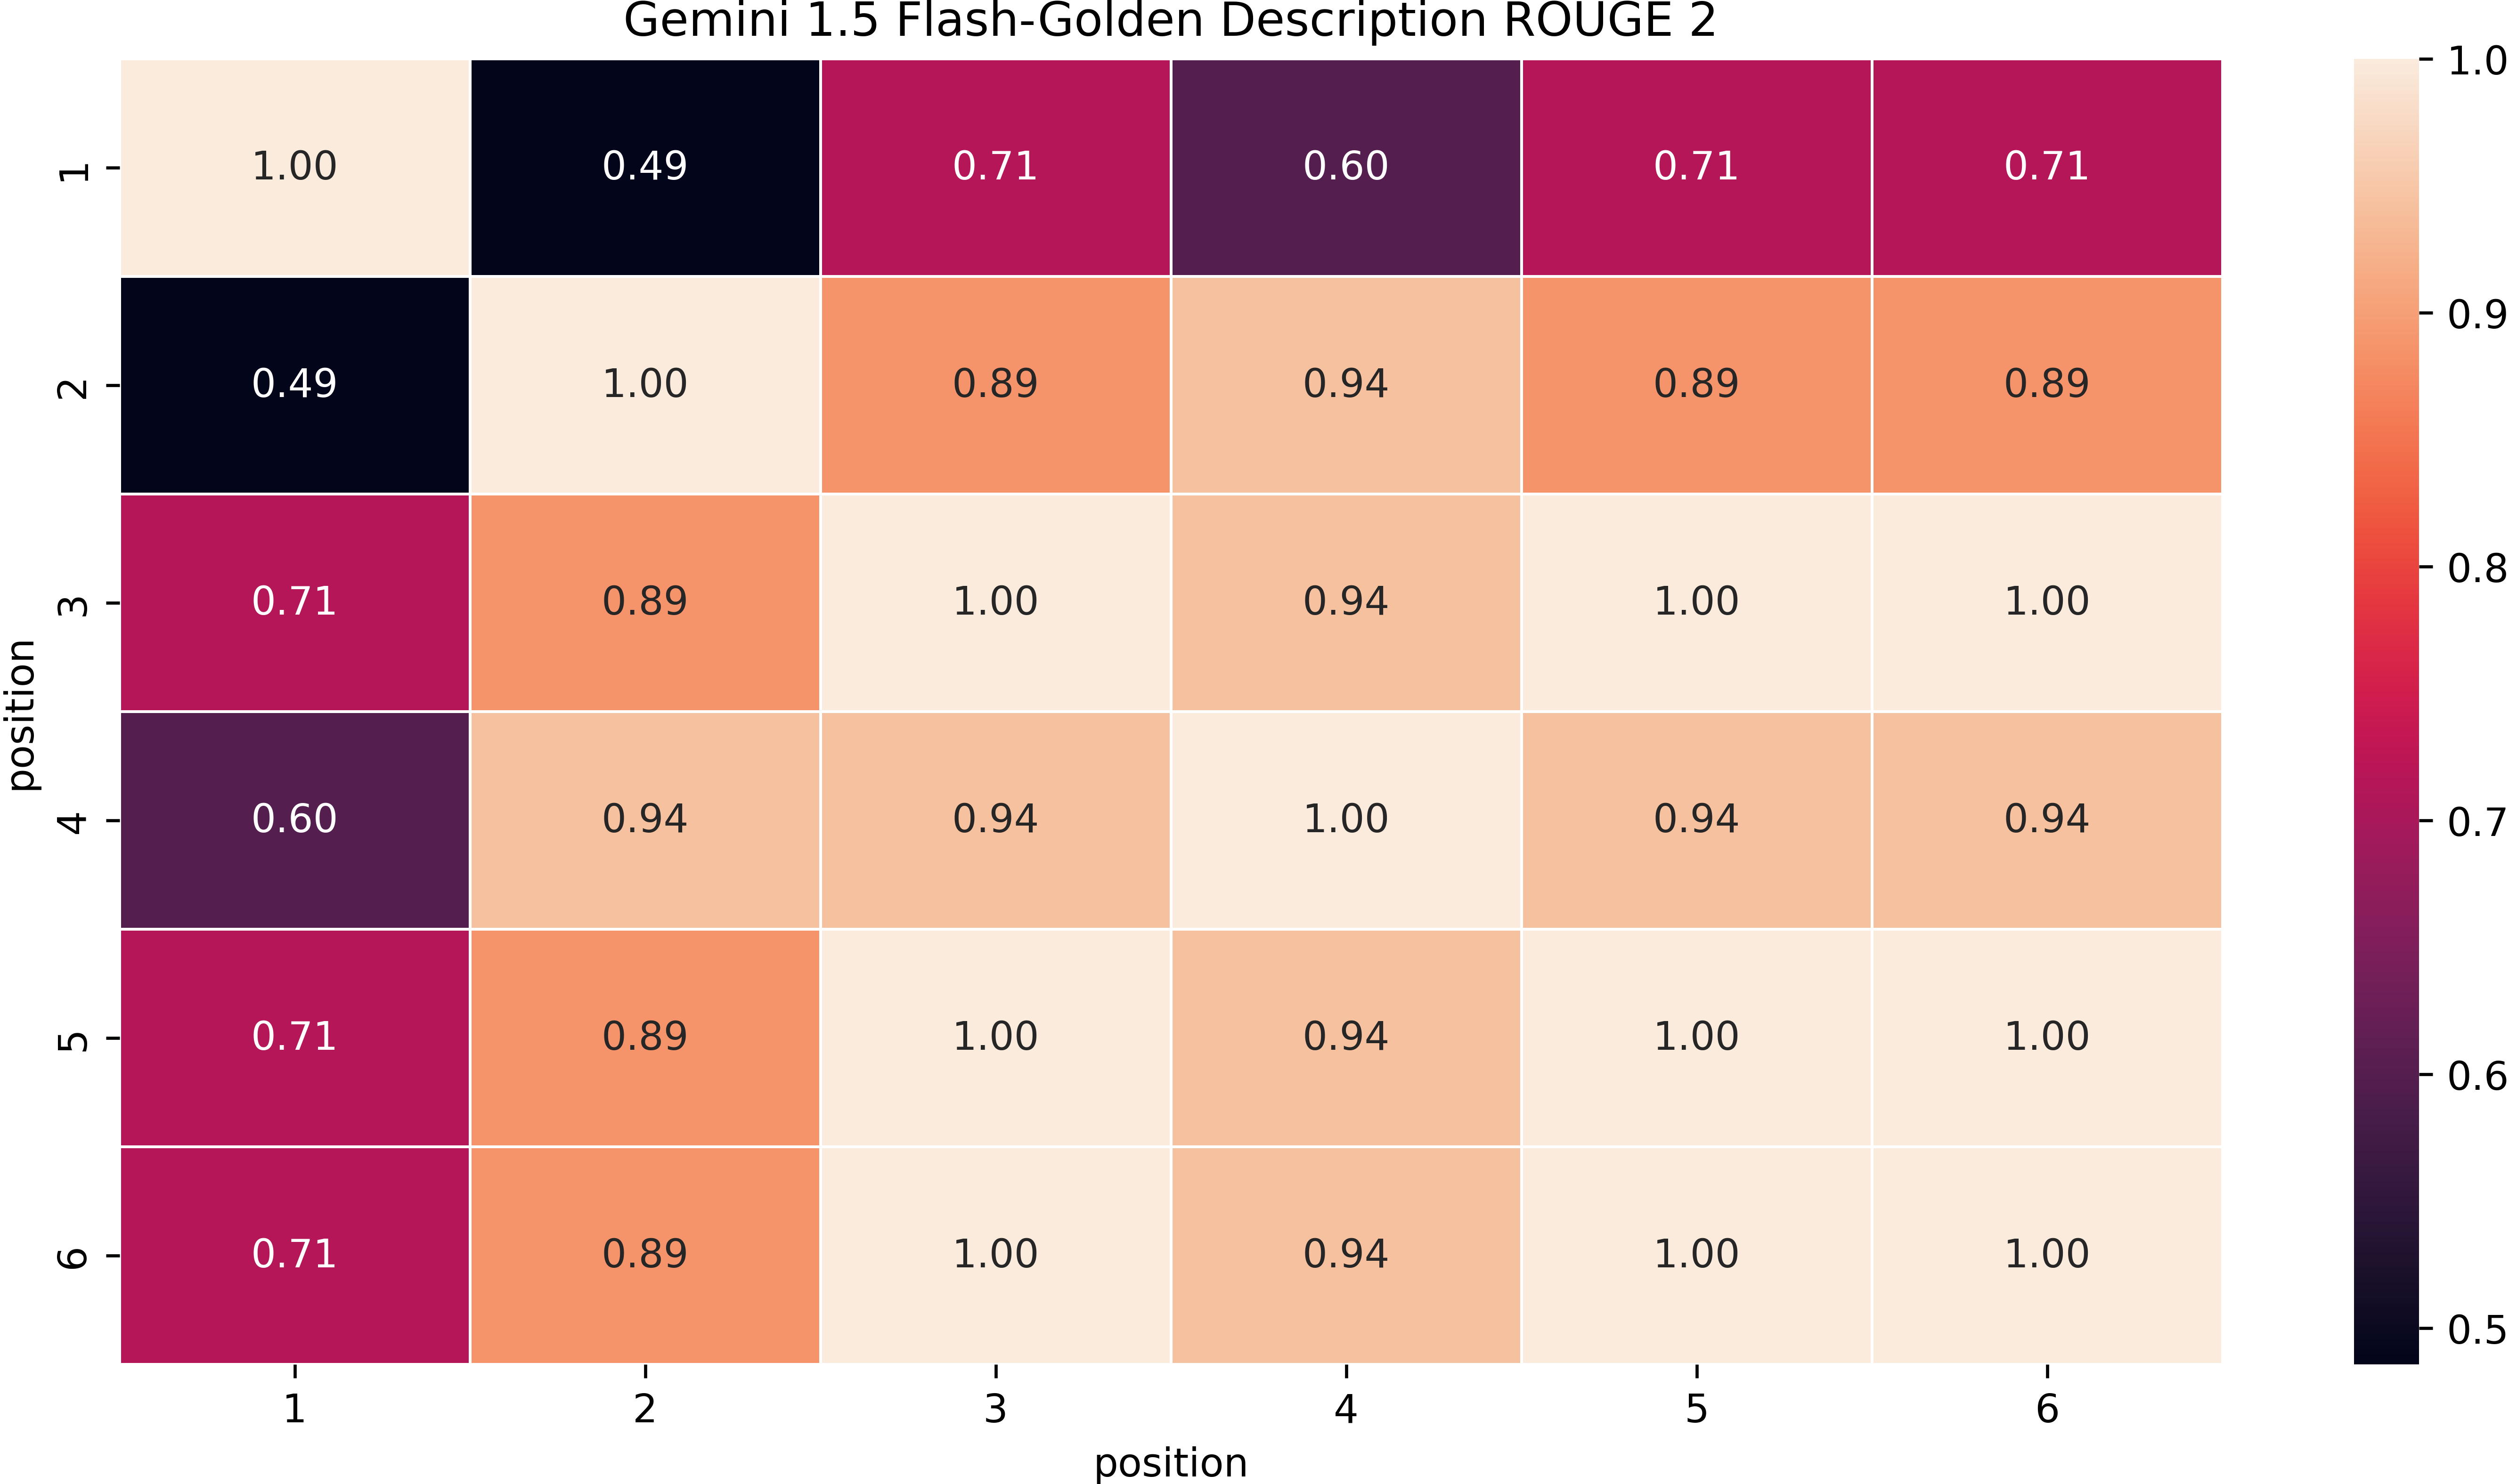 Gemini 1.5 Flash-Golden Description ROUGE 2
1 1.00 0.49 0.71 0.60 0.71 0.71
2 0.49 1.00 0.89 0.94 0.89 0.89
3 0.71 0.89 1.00 0.94 1.00 1.00
4 0.60 0.94 0.94 1.00 0.94 0.94
5 0.71 0.89 1.00 0.94 1.00 1.00
6 0.71 0.89 1.00 0.94 1.00 1.00
1 2 3 4 5 6
position
position
1.0
0.9
0.8
0.7
0.6
0.5